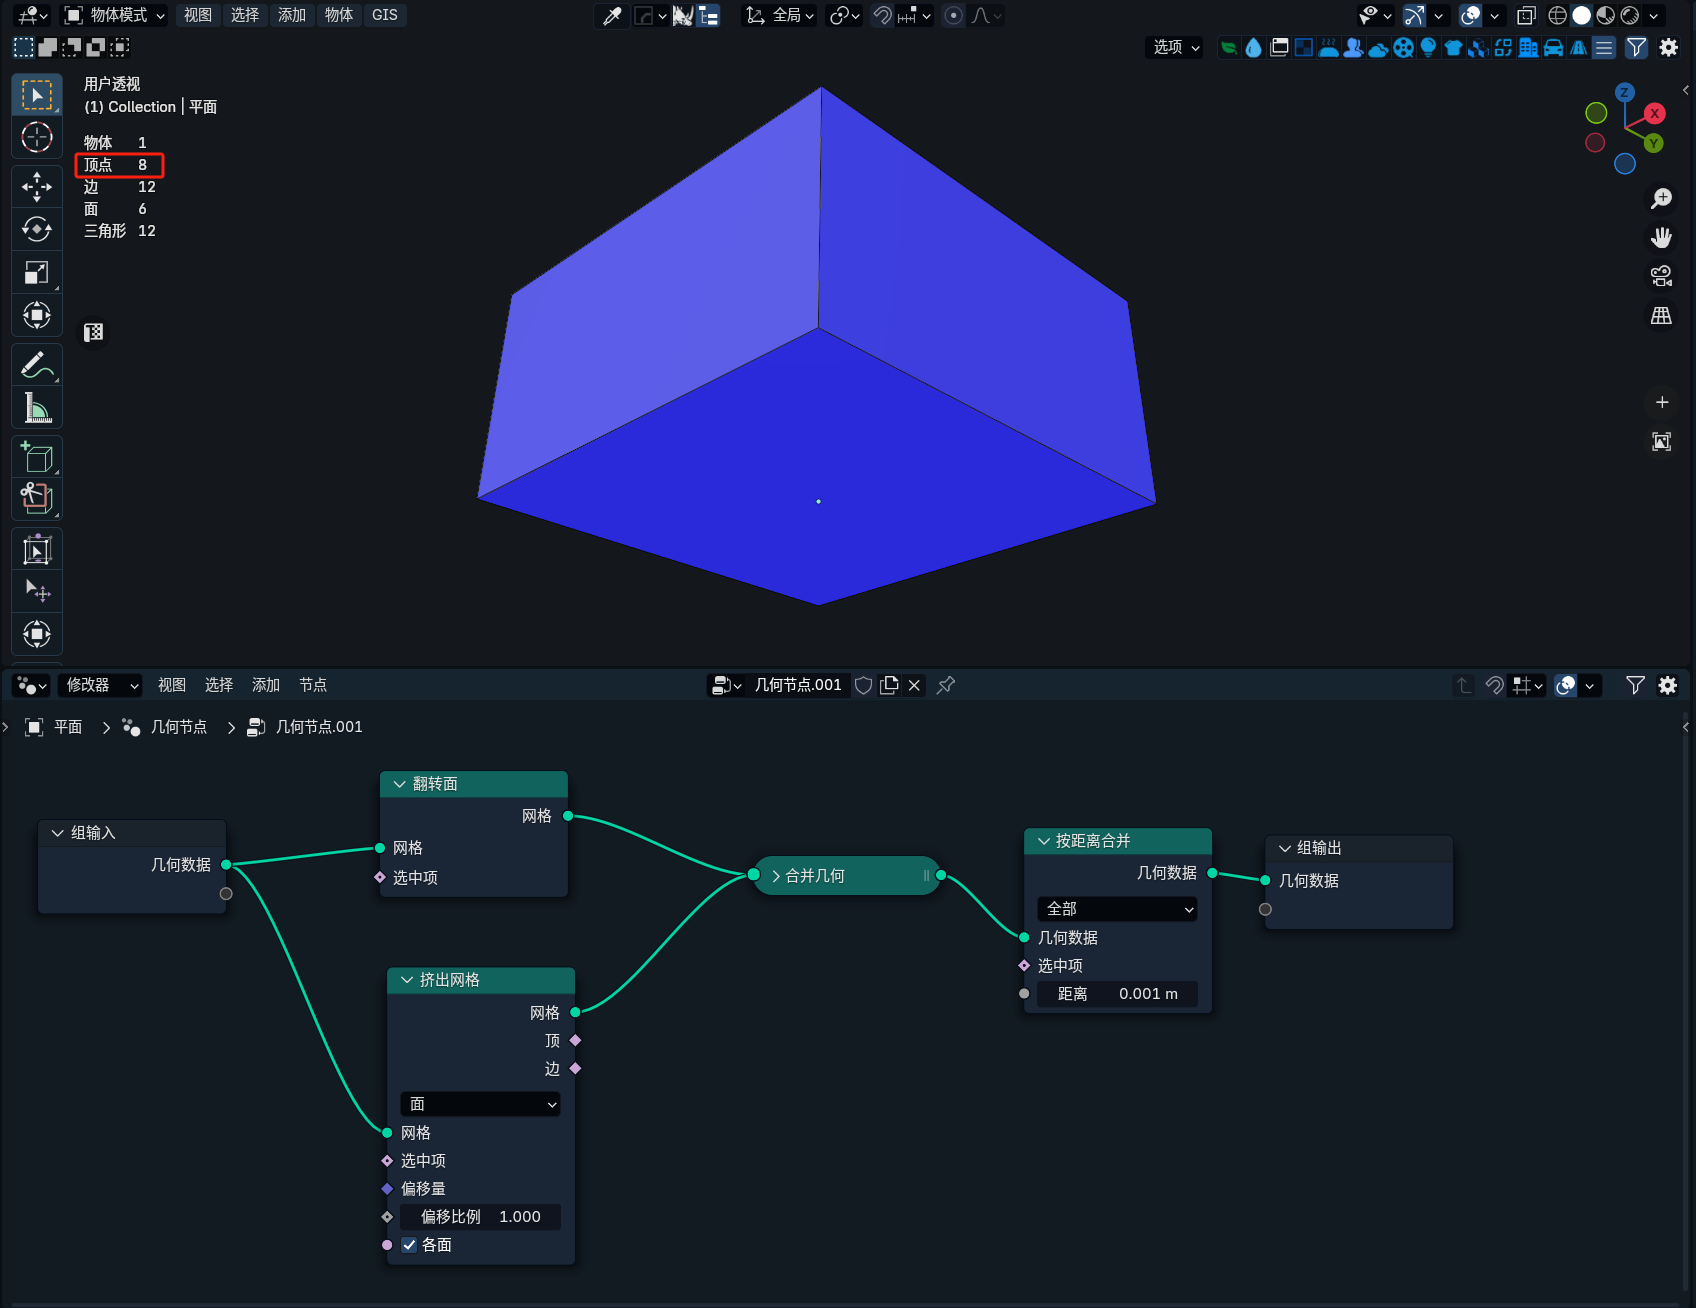 物体模式 视图 选择 添加 物体 GIS 全局
选项
用户透视
(1) Collection | 平面
物体 1
顶点 8
边 12
面 6
三角形 12
Z
X
Y
修改器 视图 选择 添加 节点 几何节点.001
平面 几何节点 几何节点.001
组输入
几何数据
翻转面
网格
网格
选中项
挤出网格
网格
顶
边
面
网格
选中项
偏移量
偏移比例 1.000
各面
合并几何
按距离合并
几何数据
全部
几何数据
选中项
距离 0.001 m
组输出
几何数据